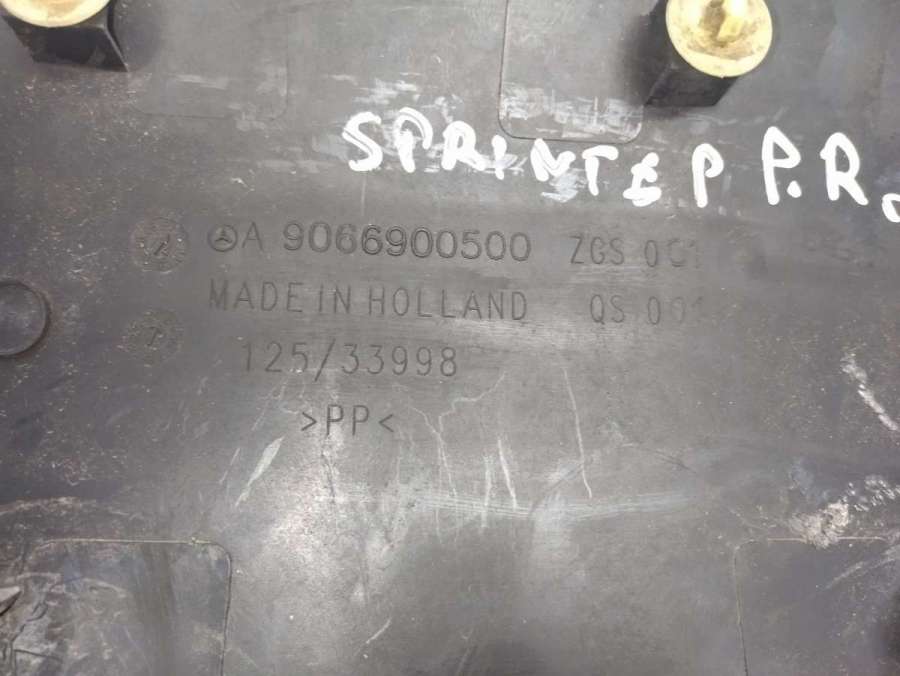 SPRINTEP P.R.
A 9066900500 ZGS 001
MADE IN HOLLAND QS 001
125/33998
>PP<